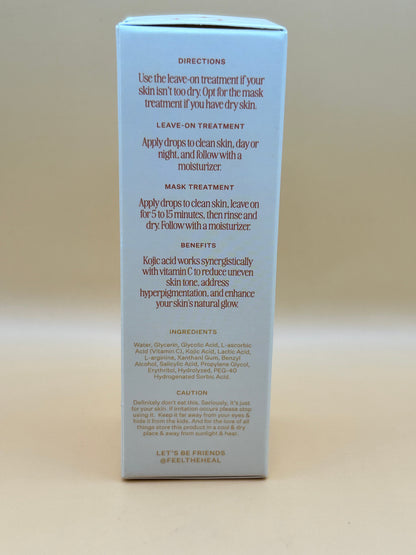 DIRECTIONS
Use the leave-on treatment if your
skin isn't too dry. Opt for the mask
treatment if you have dry skin.
LEAVE-ON TREATMENT
Apply drops to clean skin, day or
night, and follow with a
moisturizer.
MASK TREATMENT
Apply drops to clean skin, leave on
for 5 to 15 minutes, then rinse and
dry. Follow with a moisturizer.
BENEFITS
Kojic acid works synergistically
with vitamin C to reduce uneven
skin tone, address
hyperpigmentation, and enhance
your skin's natural glow.
INGREDIENTS
Water, Glycerin, Glycolic Acid, L-ascorbic
Acid (Vitamin C), Kojic Acid, Lactic Acid,
L-arginine, Xanthani Gum, Benzyl
Alcohol, Salicylic Acid, Propylene Glycol,
Erythritol, Hydrolyzed, PEG-40
Hydrogenated Sorbic Acid.
CAUTION
Definitely don't eat this. Seriously, it's just
for your skin. If irritation occurs please stop
using it. Keep it far away from your eyes &
hide it from the kids. And for the love of all
things store this product in a cool & dry
place & away from sunlight & heat.
LET'S BE FRIENDS
@FEELTHEHEAL